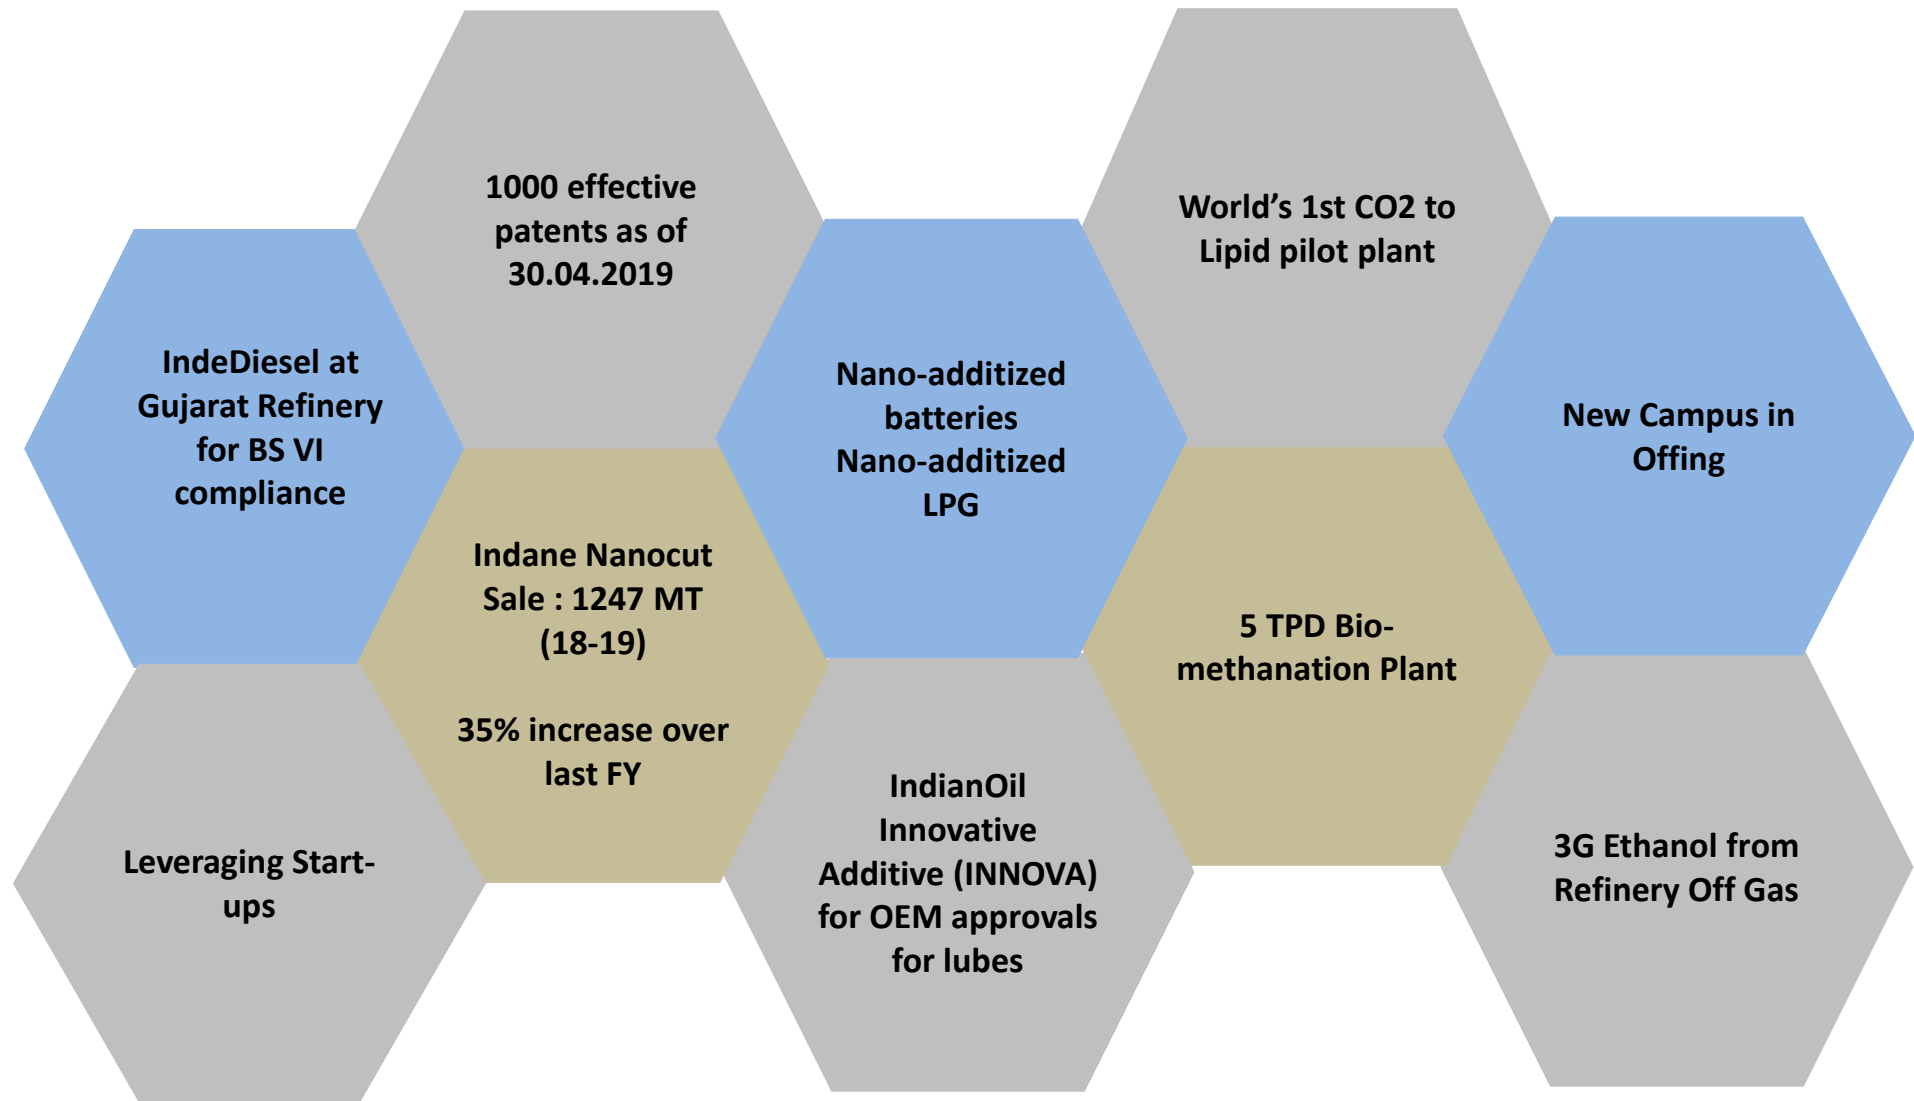 1000 effective
patents as of
30.04.2019
World’s 1st CO2 to
Lipid pilot plant
IndeDiesel at
Gujarat Refinery
for BS VI
compliance
Nano-additized
batteries
Nano-additized
LPG
New Campus in
Offing
Indane Nanocut
Sale : 1247 MT
(18-19)
35% increase over
last FY
5 TPD Bio-
methanation Plant
Leveraging Start-
ups
IndianOil
Innovative
Additive (INNOVA)
for OEM approvals
for lubes
3G Ethanol from
Refinery Off Gas